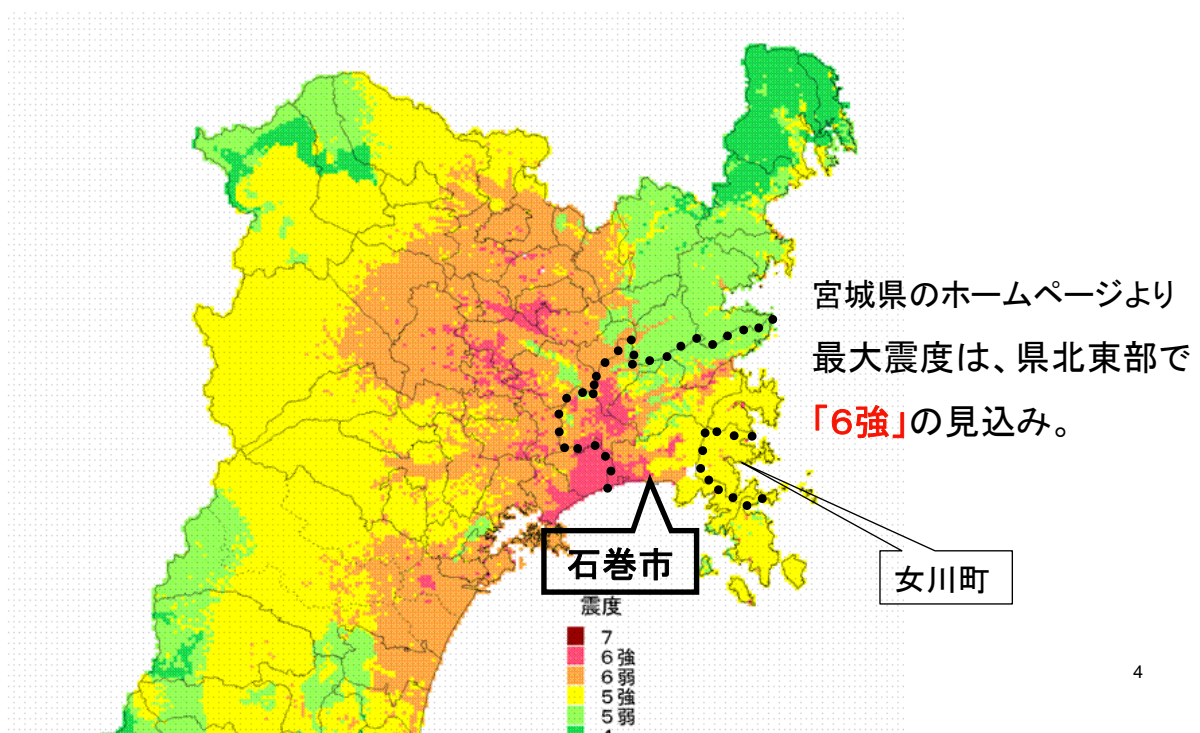 宮城県のホームページより
最大震度は、県北東部で
「６強」の見込み。
石巻市
女川町
震度
7
６強
６弱
５強
５弱
4